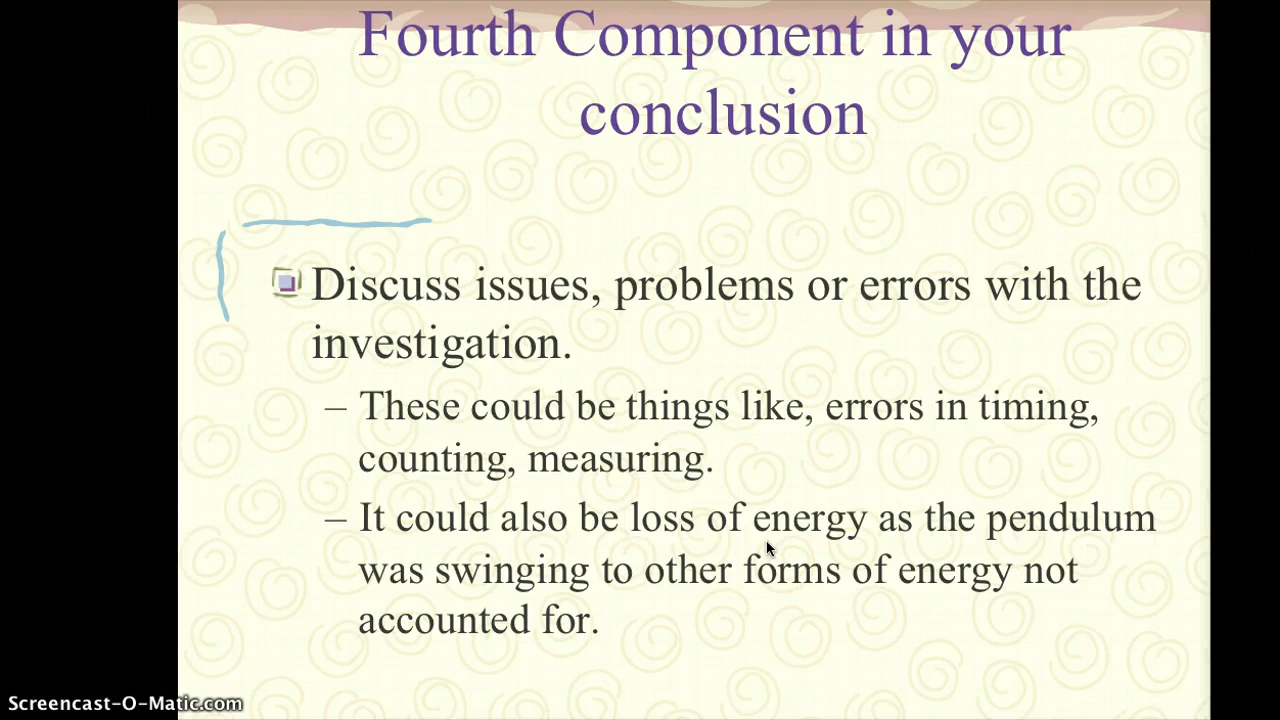 Fourth Component in your
conclusion
Discuss issues, problems or errors with the
investigation.
– These could be things like, errors in timing,
counting, measuring.
– It could also be loss of energy as the pendulum
was swinging to other forms of energy not
accounted for.
Screencast-O-Matic.com